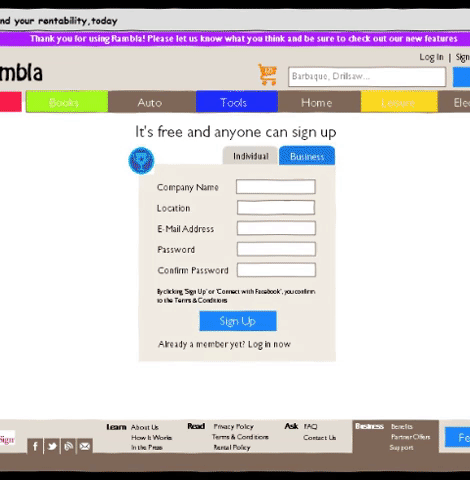 nd your rentability, today
Thank you for using Rambla! Please let us know what you think and be sure to check out our new features
Log In | Sign
mbla
Barbaque, Drillsaw...
Books Auto Tools Home Leisure Elec
It's free and anyone can sign up
Individual Business
Company Name
Location
E-Mail Address
Password
Confirm Password
By clicking 'Sign Up' or 'Connect with Facebook', you confirm
to the Terms & Conditions
Sign Up
Already a member yet? Log in now
Learn About Us
How It Works
In the Press
Read Privacy Policy
Terms & Conditions
Rental Policy
Ask FAQ
Contact Us
Business Benefits
Partner Offers
Support
Sign
Fe